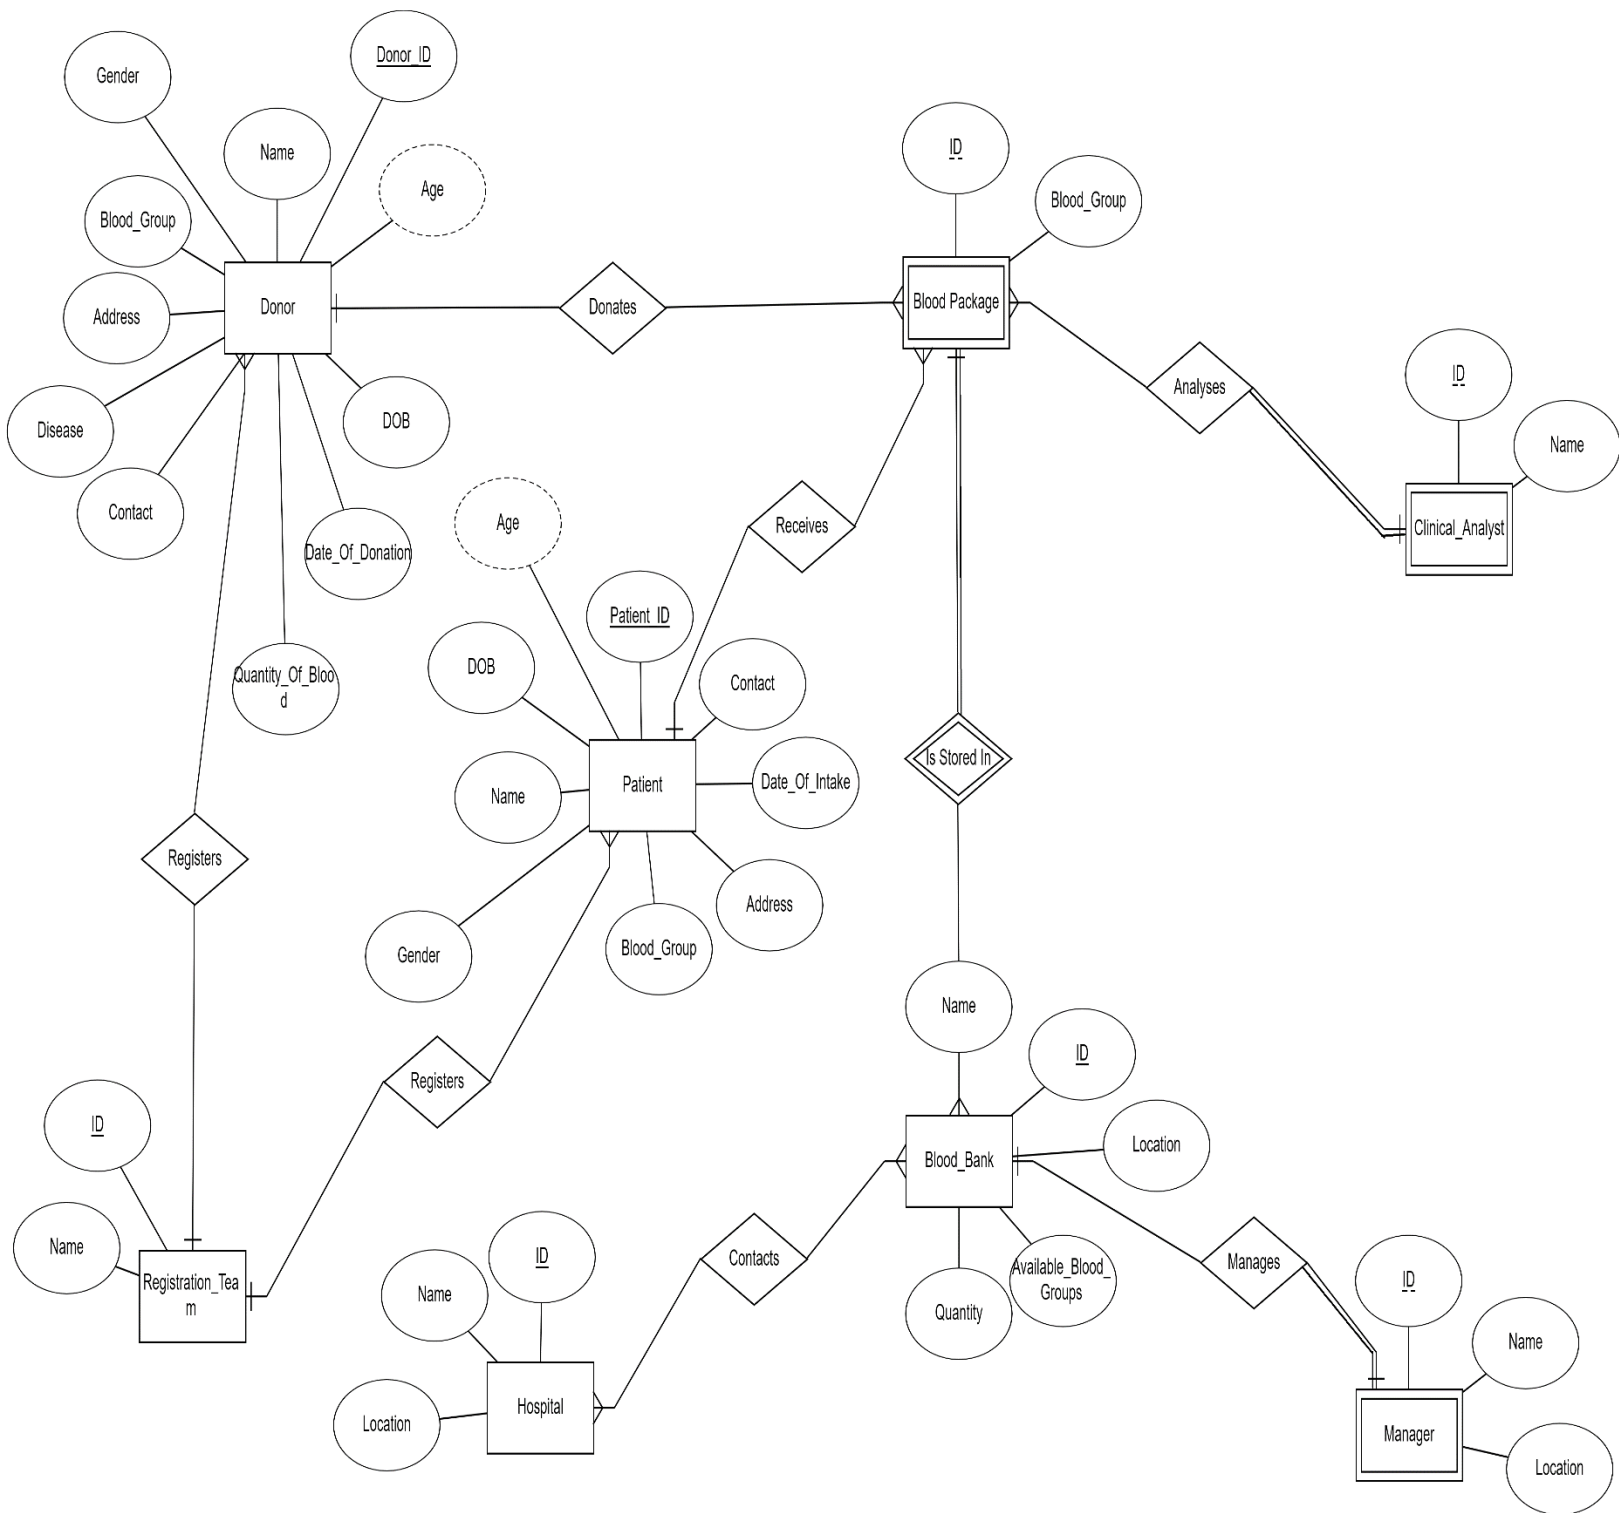 Donor_ID
Gender
Name
Age
Blood_Group
Address
Donor
Disease
Contact
DOB
Date_Of_Donation
Quantity_Of_Bloo
d
Donates
ID
Blood_Group
Blood Package
Analyses
ID
Name
Clinical_Analyst
Receives
Age
Patient_ID
DOB
Contact
Name
Patient
Date_Of_Intake
Gender
Blood_Group
Address
Is Stored In
Registers
Registers
ID
Name
Registration_Tea
m
Name
ID
Location
Blood_Bank
Quantity
Available_Blood_
Groups
Contacts
Name
ID
Location
Hospital
Manages
ID
Name
Manager
Location